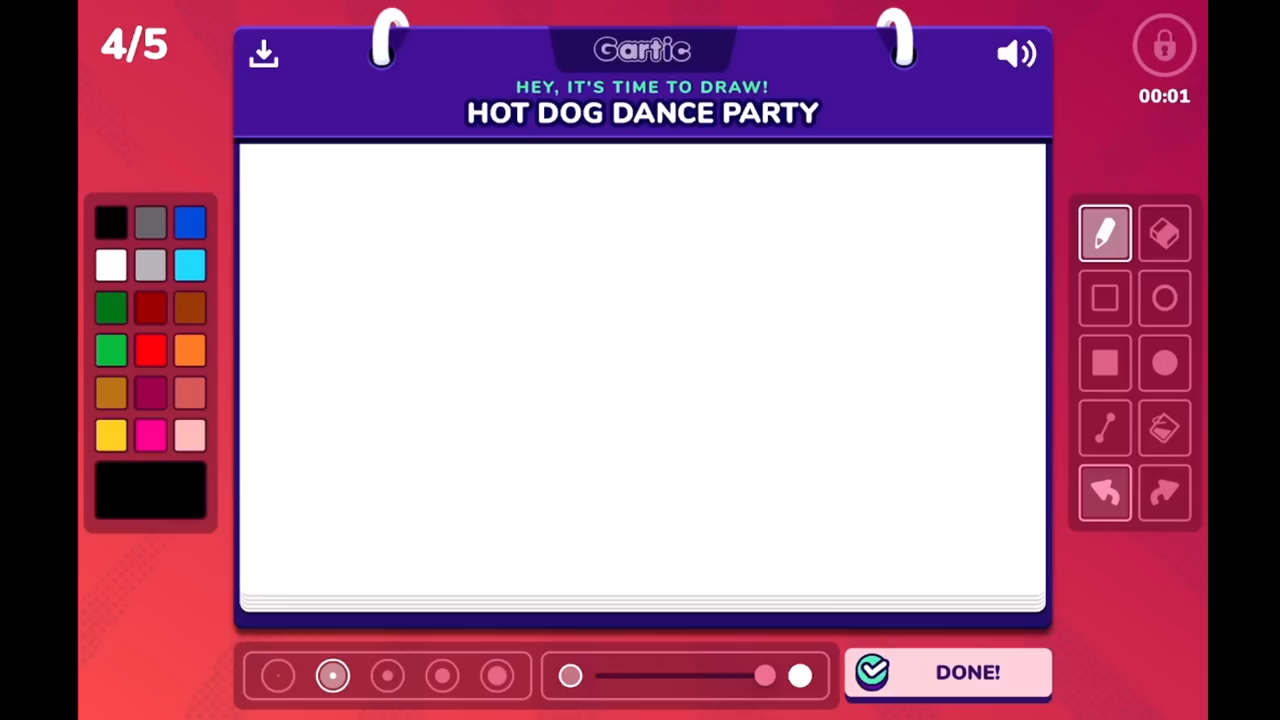 4/5
Gartic
HEY, IT'S TIME TO DRAW!
HOT DOG DANCE PARTY
00:01
DONE!